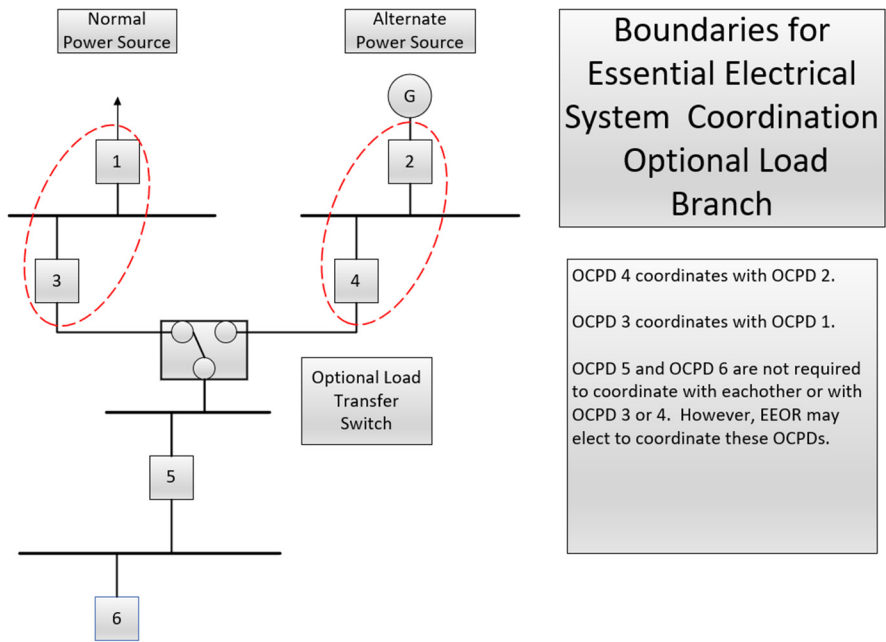 Normal
Power Source
Alternate
Power Source
Boundaries for
Essential Electrical
System Coordination
Optional Load
Branch
G
1
2
3
4
OCPD 4 coordinates with OCPD 2.
OCPD 3 coordinates with OCPD 1.
OCPD 5 and OCPD 6 are not required
to coordinate with eachother or with
OCPD 3 or 4. However, EEOR may
elect to coordinate these OCPDs.
Optional Load
Transfer
Switch
5
6